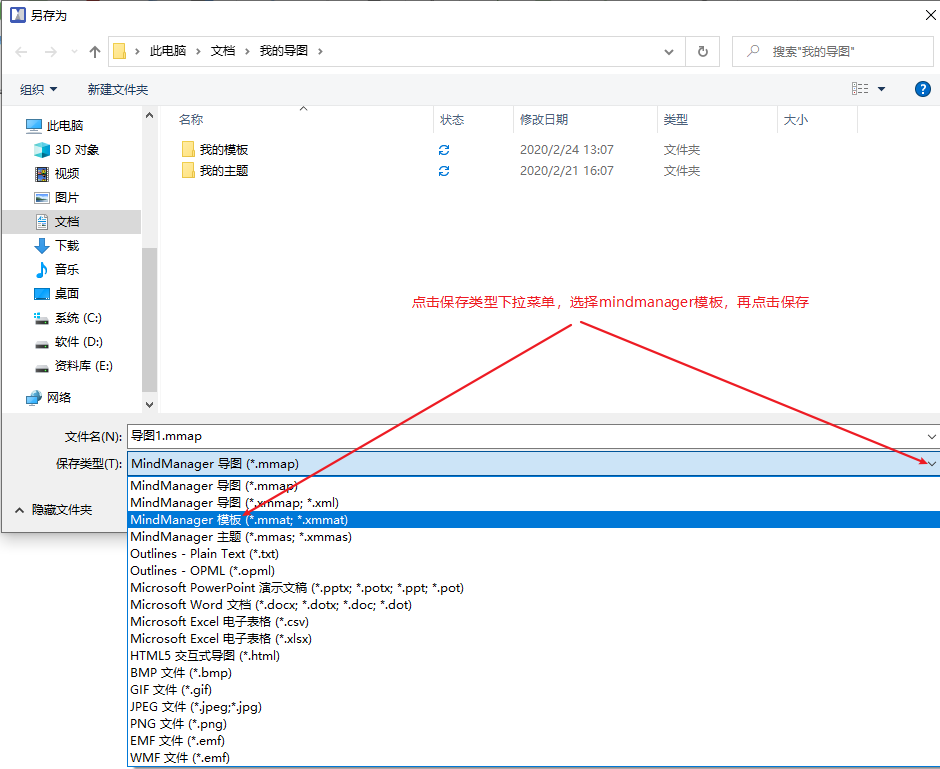 另存为
此电脑 文档 我的导图
搜索"我的导图"
组织 新建文件夹
?
名称 状态 修改日期 类型 大小
此电脑
3D 对象
视频
图片
文档
下载
音乐
桌面
系统 (C:)
软件 (D:)
资料库 (E:)
网络
我的模板 2020/2/24 13:07 文件夹
我的主题 2020/2/21 16:07 文件夹
点击保存类型下拉菜单，选择mindmanager模板，再点击保存
文件名(N): 导图1.mmap
保存类型(T): MindManager 导图 (*.mmap)
隐藏文件夹
MindManager 导图 (*.mmap)
MindManager 导图 (*.xmmap; *.xml)
MindManager 模板 (*.mmat; *.xmmat)
MindManager 主题 (*.mmas; *.xmmas)
Outlines - Plain Text (*.txt)
Outlines - OPML (*.opml)
Microsoft PowerPoint 演示文稿 (*.pptx; *.potx; *.ppt; *.pot)
Microsoft Word 文档 (*.docx; *.dotx; *.doc; *.dot)
Microsoft Excel 电子表格 (*.csv)
Microsoft Excel 电子表格 (*.xlsx)
HTML5 交互式导图 (*.html)
BMP 文件 (*.bmp)
GIF 文件 (*.gif)
JPEG 文件 (*.jpeg;*.jpg)
PNG 文件 (*.png)
EMF 文件 (*.emf)
WMF 文件 (*.emf)